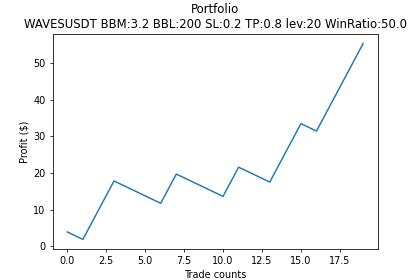 Portfolio
WAVESUSDT BBM:3.2 BBL:200 SL:0.2 TP:0.8 lev:20 WinRatio:50.0
50
40
30
20
10
0
Profit ($)
0.0 2.5 5.0 7.5 10.0 12.5 15.0 17.5
Trade counts